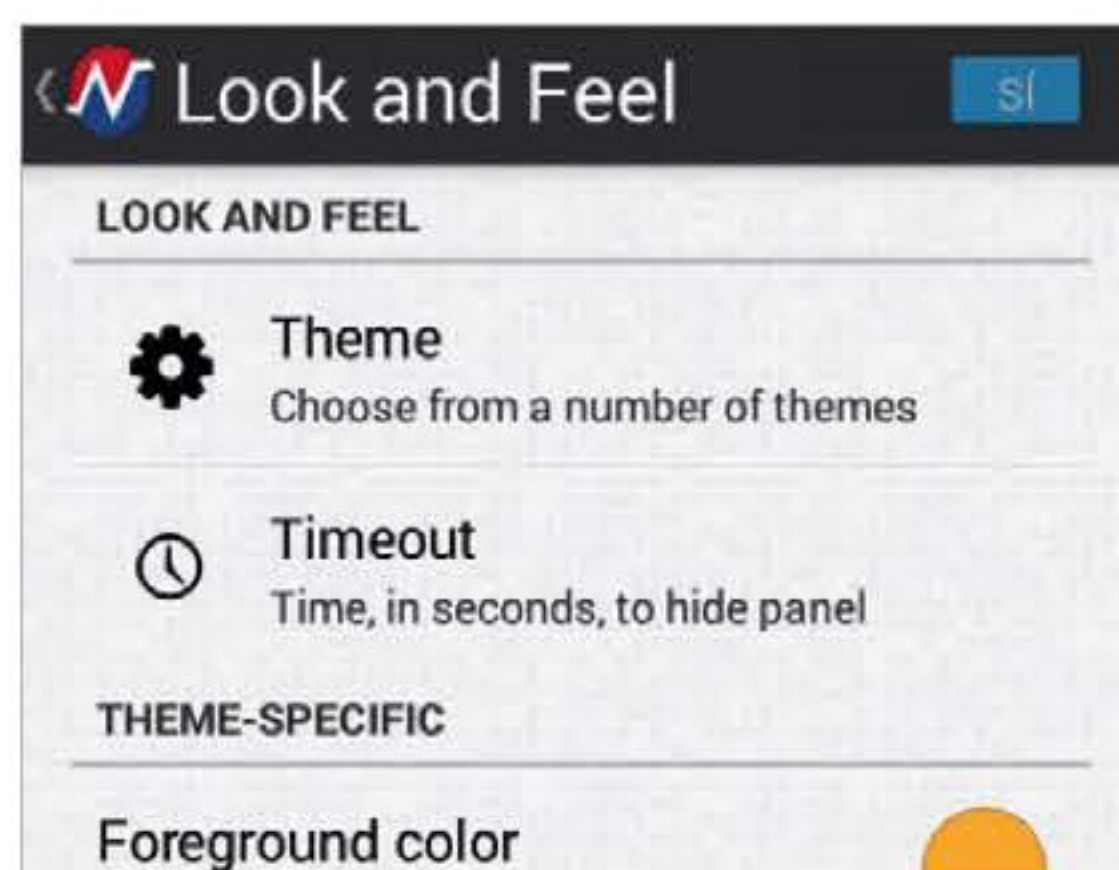 Look and Feel
SÍ
LOOK AND FEEL
Theme
Choose from a number of themes
Timeout
Time, in seconds, to hide panel
THEME-SPECIFIC
Foreground color